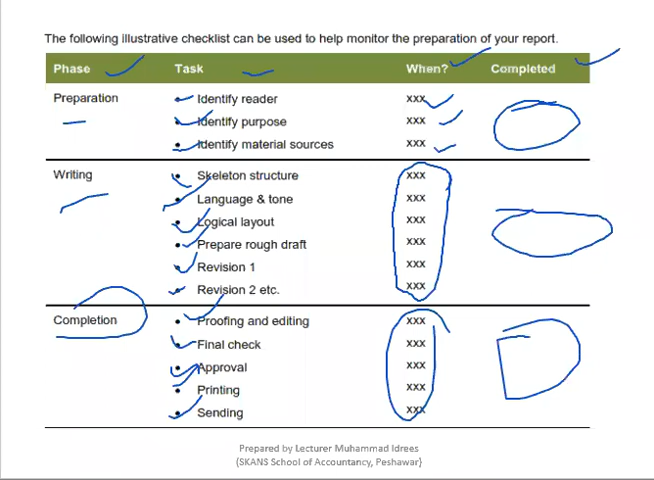 The following illustrative checklist can be used to help monitor the preparation of your report.
Phase Task When? Completed
Preparation • Identify reader xxx
• Identify purpose xxx
• Identify material sources xxx
Writing • Skeleton structure xxx
• Language & tone xxx
• Logical layout xxx
• Prepare rough draft xxx
• Revision 1 xxx
• Revision 2 etc. xxx
Completion • Proofing and editing xxx
• Final check xxx
• Approval xxx
• Printing xxx
• Sending xxx
Prepared by Lecturer Muhammad Idrees
(SKANS School of Accountancy, Peshawar)